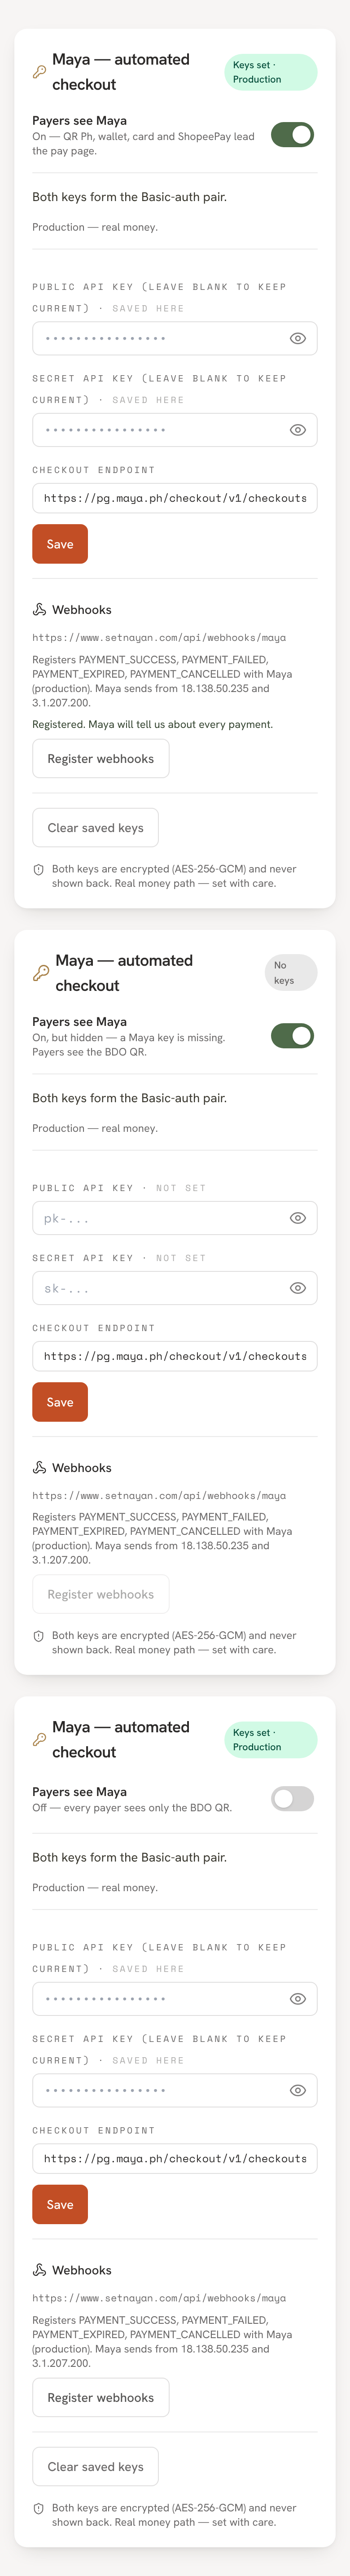 Maya — automated
checkout
Keys set ·
Production
Payers see Maya
On — QR Ph, wallet, card and ShopeePay lead
the pay page.
Both keys form the Basic-auth pair.
Production — real money.
PUBLIC API KEY (LEAVE BLANK TO KEEP
CURRENT) · SAVED HERE
••••••••••••••••
SECRET API KEY (LEAVE BLANK TO KEEP
CURRENT) · SAVED HERE
••••••••••••••••
CHECKOUT ENDPOINT
https://pg.maya.ph/checkout/v1/checkouts
Save
Webhooks
https://www.setnayan.com/api/webhooks/maya
Registers PAYMENT_SUCCESS, PAYMENT_FAILED,
PAYMENT_EXPIRED, PAYMENT_CANCELLED with Maya
(production). Maya sends from 18.138.50.235 and
3.1.207.200.
Registered. Maya will tell us about every payment.
Register webhooks
Clear saved keys
Both keys are encrypted (AES-256-GCM) and never
shown back. Real money path — set with care.
Maya — automated
checkout
No
keys
Payers see Maya
On, but hidden — a Maya key is missing.
Payers see the BDO QR.
Both keys form the Basic-auth pair.
Production — real money.
PUBLIC API KEY · NOT SET
pk-...
SECRET API KEY · NOT SET
sk-...
CHECKOUT ENDPOINT
https://pg.maya.ph/checkout/v1/checkouts
Save
Webhooks
https://www.setnayan.com/api/webhooks/maya
Registers PAYMENT_SUCCESS, PAYMENT_FAILED,
PAYMENT_EXPIRED, PAYMENT_CANCELLED with Maya
(production). Maya sends from 18.138.50.235 and
3.1.207.200.
Register webhooks
Both keys are encrypted (AES-256-GCM) and never
shown back. Real money path — set with care.
Maya — automated
checkout
Keys set ·
Production
Payers see Maya
Off — every payer sees only the BDO QR.
Both keys form the Basic-auth pair.
Production — real money.
PUBLIC API KEY (LEAVE BLANK TO KEEP
CURRENT) · SAVED HERE
••••••••••••••••
SECRET API KEY (LEAVE BLANK TO KEEP
CURRENT) · SAVED HERE
••••••••••••••••
CHECKOUT ENDPOINT
https://pg.maya.ph/checkout/v1/checkouts
Save
Webhooks
https://www.setnayan.com/api/webhooks/maya
Registers PAYMENT_SUCCESS, PAYMENT_FAILED,
PAYMENT_EXPIRED, PAYMENT_CANCELLED with Maya
(production). Maya sends from 18.138.50.235 and
3.1.207.200.
Register webhooks
Clear saved keys
Both keys are encrypted (AES-256-GCM) and never
shown back. Real money path — set with care.